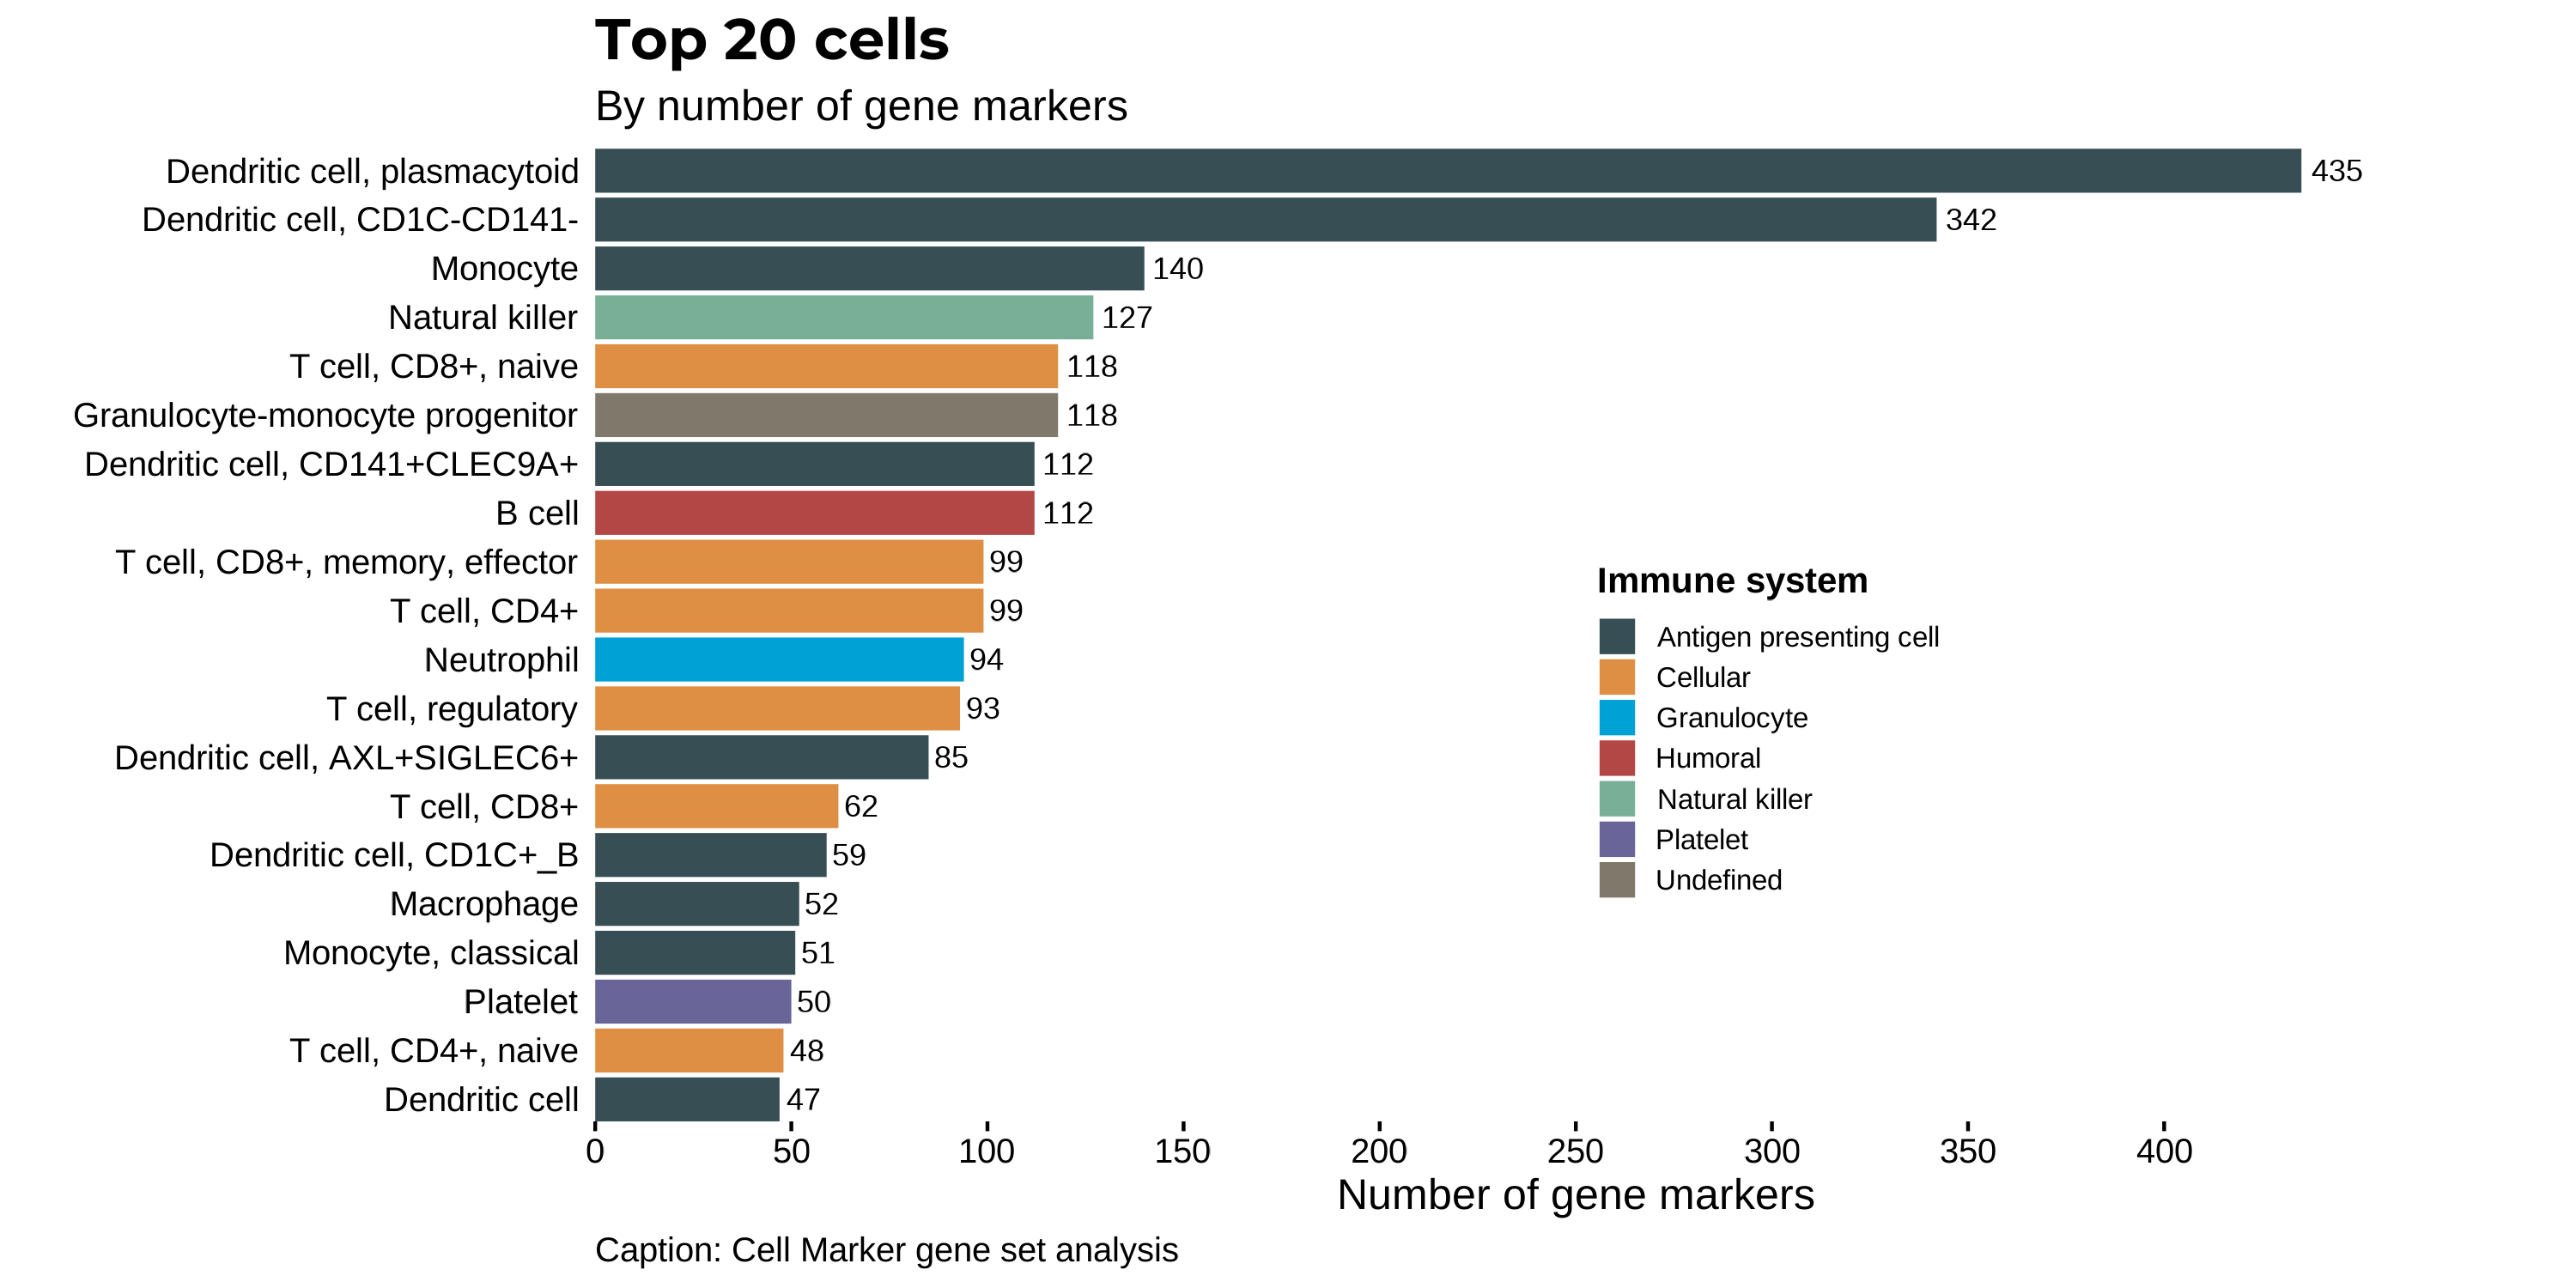 Top 20 cells
By number of gene markers
Dendritic cell, plasmacytoid 435
Dendritic cell, CD1C-CD141- 342
Monocyte 140
Natural killer 127
T cell, CD8+, naive 118
Granulocyte-monocyte progenitor 118
Dendritic cell, CD141+CLEC9A+ 112
B cell 112
T cell, CD8+, memory, effector 99
T cell, CD4+ 99
Neutrophil 94
T cell, regulatory 93
Dendritic cell, AXL+SIGLEC6+ 85
T cell, CD8+ 62
Dendritic cell, CD1C+_B 59
Macrophage 52
Monocyte, classical 51
Platelet 50
T cell, CD4+, naive 48
Dendritic cell 47
Immune system
Antigen presenting cell
Cellular
Granulocyte
Humoral
Natural killer
Platelet
Undefined
0 50 100 150 200 250 300 350 400
Number of gene markers
Caption: Cell Marker gene set analysis